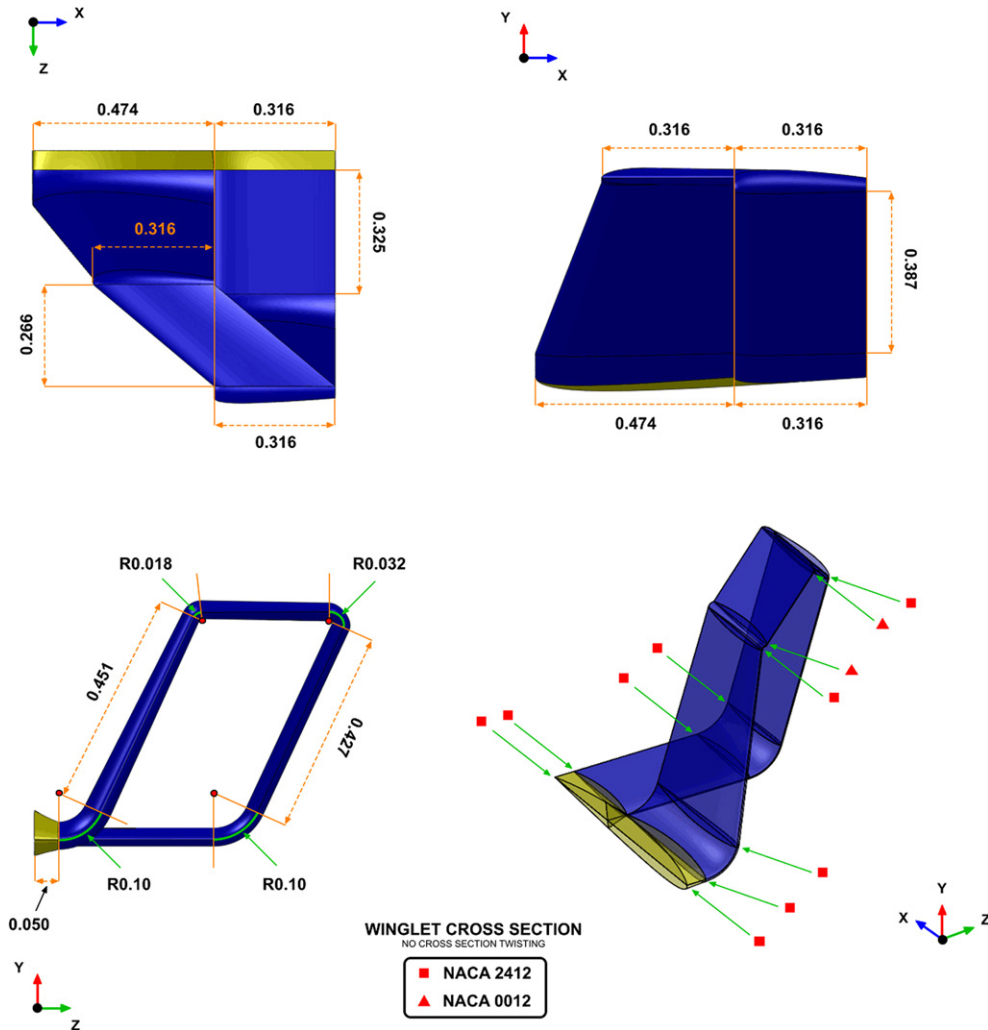 X
Z
0.474
0.316
0.316
0.325
0.266
0.316
Y
X
0.316
0.316
0.387
0.474
0.316
R0.018
R0.032
0.451
0.427
R0.10
R0.10
0.050
Y
Z
WINGLET CROSS SECTION
NO CROSS SECTION TWISTING
NACA 2412
NACA 0012
Y
X
Z